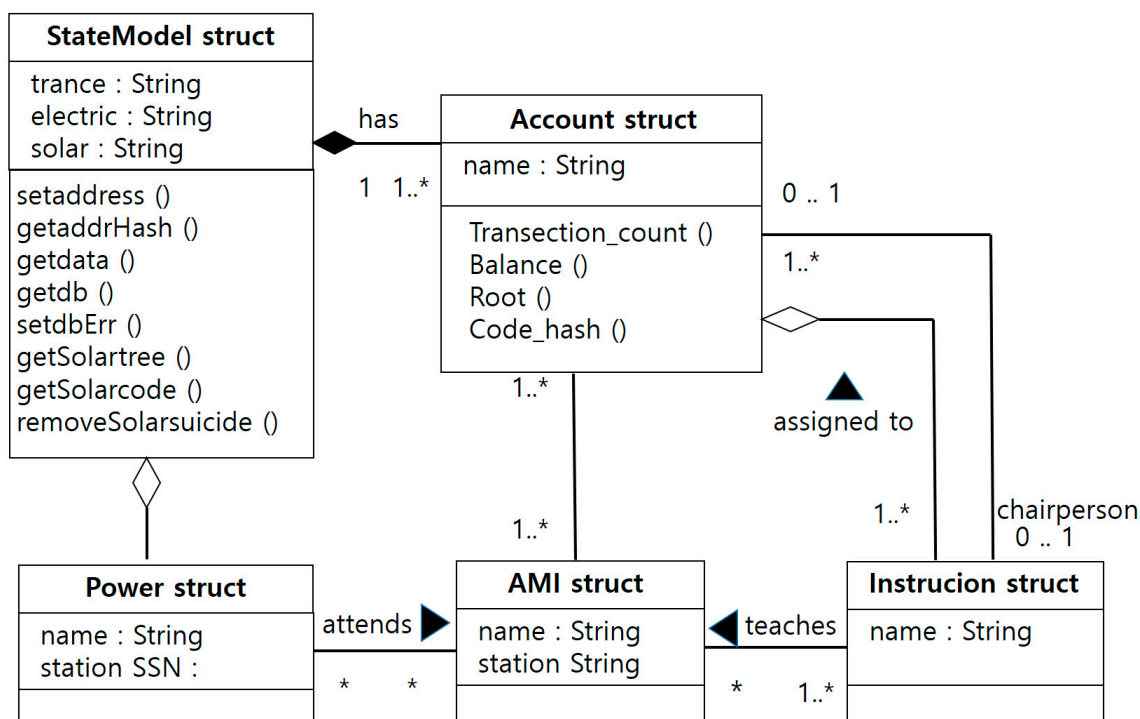 StateModel struct
trance : String
electric : String
solar : String
setaddress ()
getaddrHash ()
getdata ()
getdb ()
setdbErr ()
getSolartree ()
getSolarcode ()
removeSolarsuicide ()
has
1 1..*
Account struct
name : String
Transection_count ()
Balance ()
Root ()
Code_hash ()
0 .. 1
1..*
assigned to
1..*
chairperson
0 .. 1
1..*
1..*
Power struct
name : String
station SSN :
attends
* *
AMI struct
name : String
station String
teaches
* 1..*
Instrucion struct
name : String